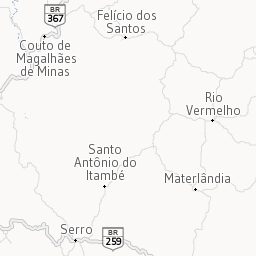 BR
367
Felício dos
Santos
Couto de
Magalhães
de Minas
Rio
Vermelho
Santo
Antônio do
Itambé
Materlândia
Serro
BR
259